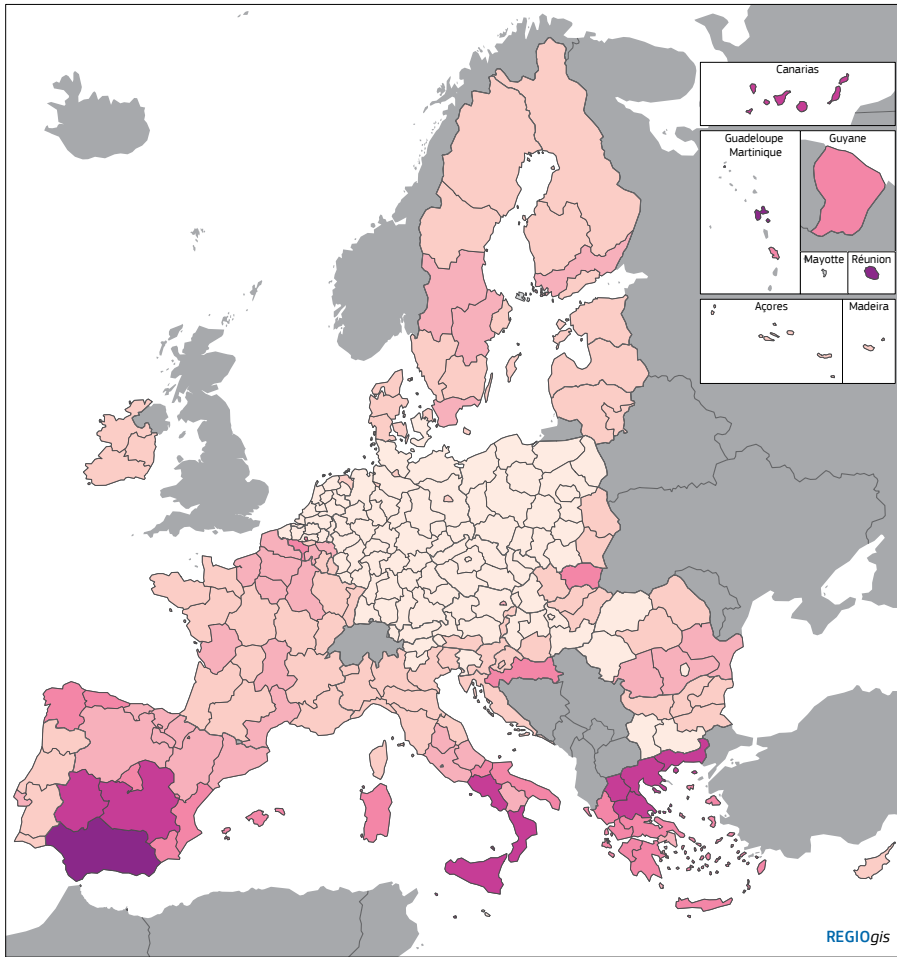 Canarias
Guadeloupe
Martinique
Guyane
Mayotte
Réunion
Açores
Madeira
REGIOgis